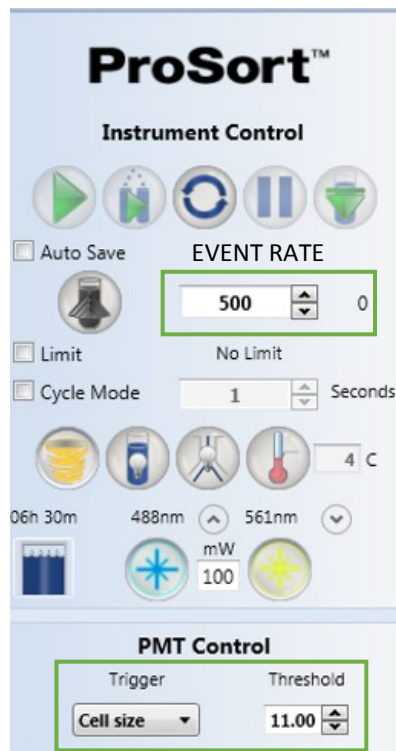 ProSort™
Instrument Control
Auto Save EVENT RATE
500 0
Limit No Limit
Cycle Mode 1 Seconds
4 C
06h 30m 488nm 561nm
mW
100
PMT Control
Trigger Threshold
Cell size 11.00